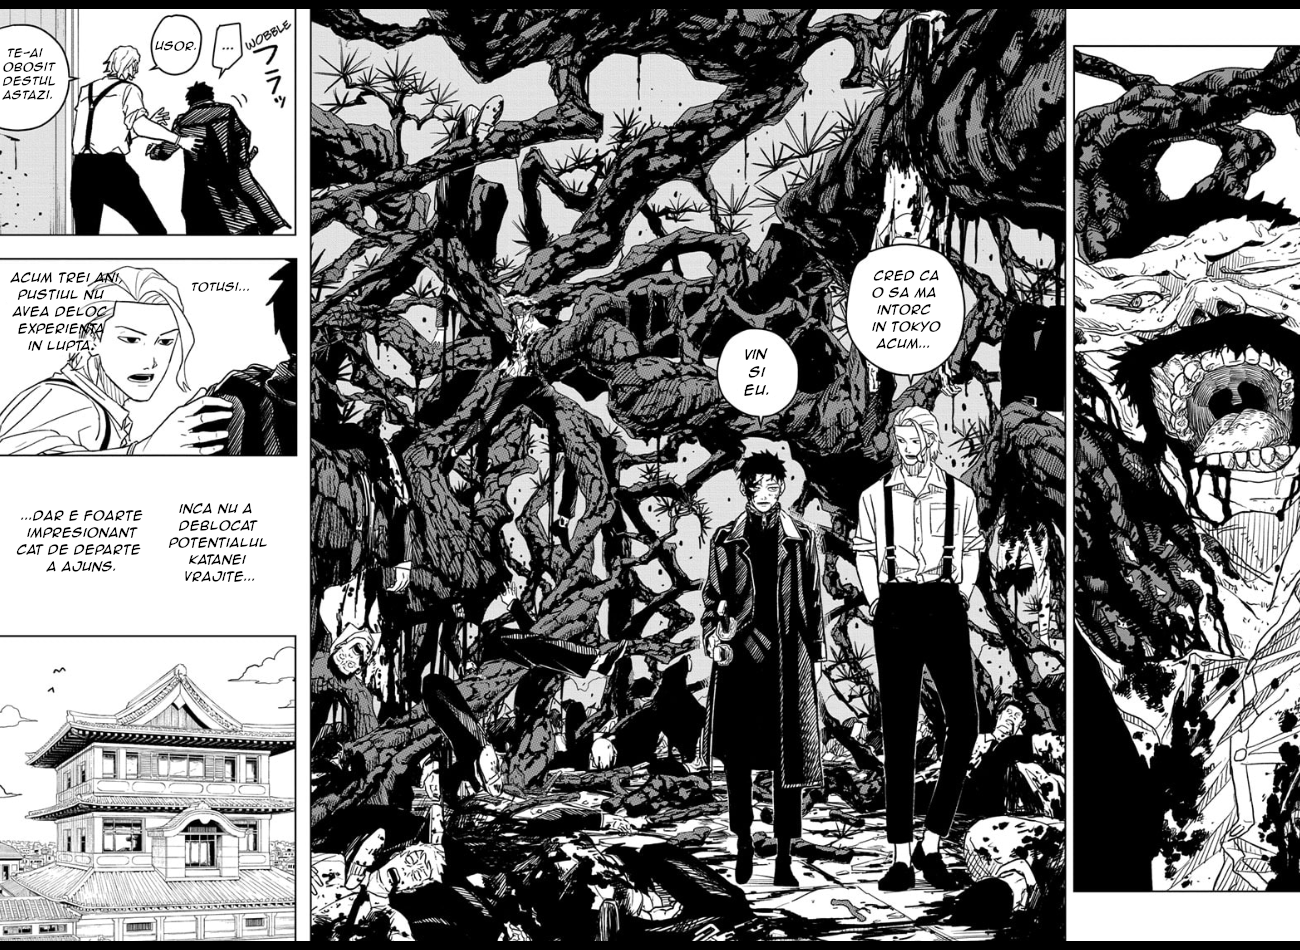 CRED CA
O SA MA
INTORC
IN TOKYO
ACUM...
VIN
SI
EU.
WOBBLE
フラッ
...
USOR.
TE-AI
OBOSIT
DESTUL
ASTAZI.
TOTUSI...
ACUM TREI ANI,
PUSTIUL NU
AVEA DELOC
EXPERIENTA
IN LUPTA.
INCA NU A
DEBLOCAT
POTENTIALUL
KATANEI
VRAJITE...
...DAR E FOARTE
IMPRESIONANT
CAT DE DEPARTE
A AJUNS.